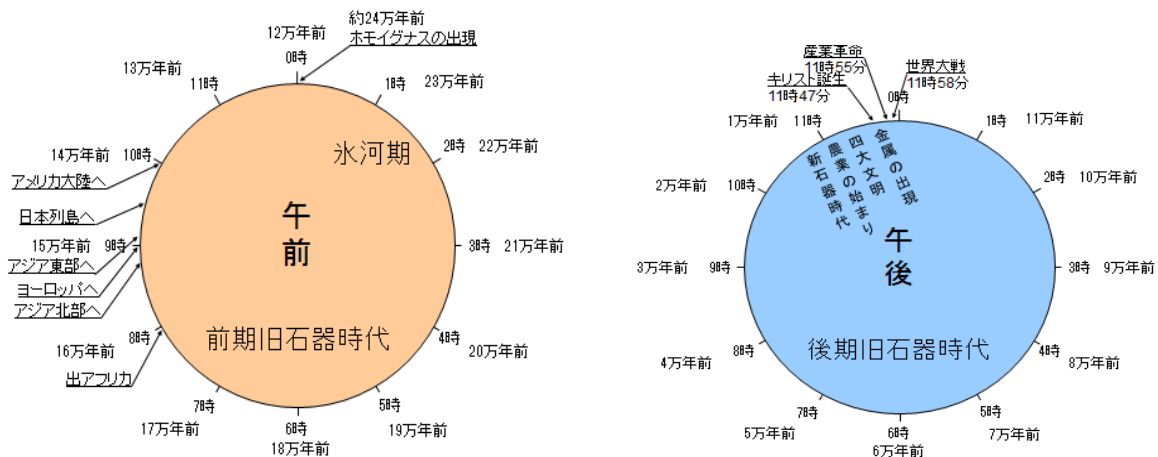 約24万年前
ホモイグナスの出現
12万年前
0時
1時
23万年前
2時
22万年前
3時
21万年前
4時
20万年前
5時
19万年前
6時
18万年前
7時
17万年前
8時
16万年前
出アフリカ
アジア北部へ
ヨーロッパへ
アジア東部へ
15万年前
9時
日本列島へ
アメリカ大陸へ
14万年前
10時
13万年前
11時
氷河期
午前
前期旧石器時代
産業革命
11時55分
世界大戦
11時58分
キリスト誕生
11時47分
0時
1時
11万年前
2時
10万年前
3時
9万年前
4時
8万年前
5時
7万年前
6時
6万年前
7時
5万年前
8時
4万年前
9時
3万年前
10時
2万年前
11時
1万年前
金属の出現
四大文明
農業の始まり
新石器時代
午後
後期旧石器時代